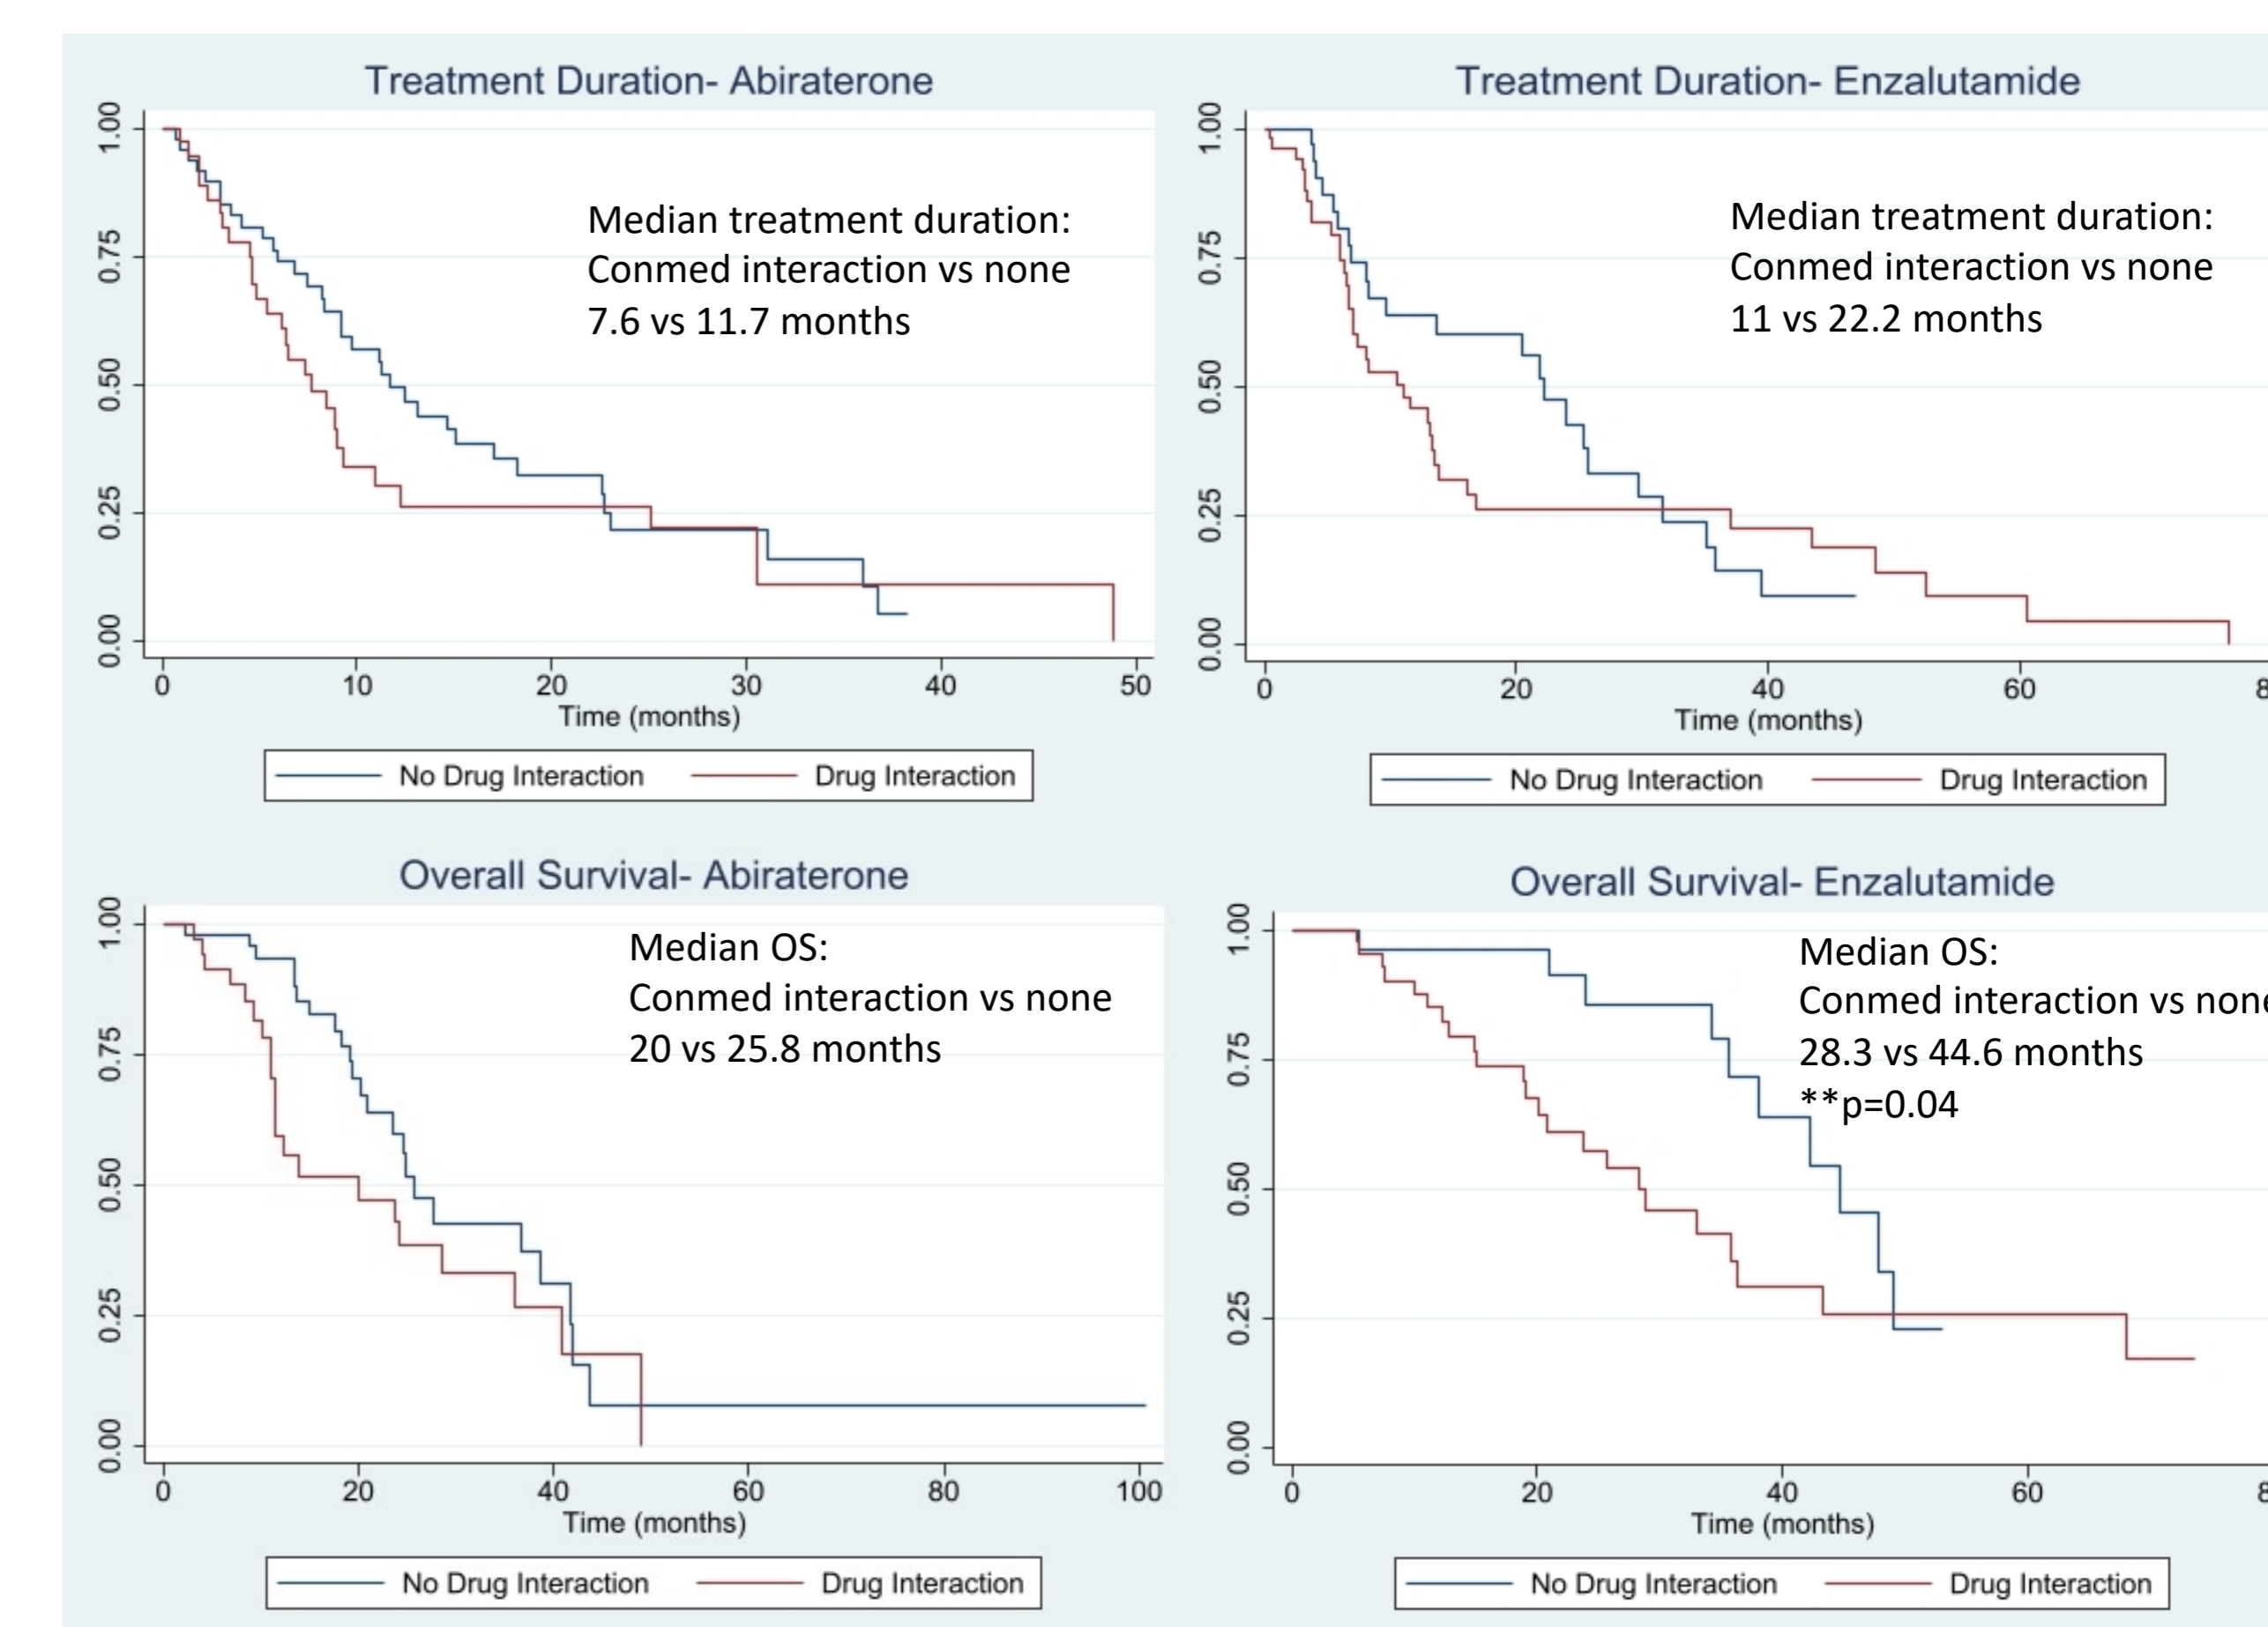 Treatment Duration- Abiraterone
1.00
0.75
0.50
0.25
0.00
Median treatment duration:
Conmed interaction vs none
7.6 vs 11.7 months
0 10 20 30 40 50
Time (months)
No Drug Interaction Drug Interaction
Treatment Duration- Enzalutamide
1.00
0.75
0.50
0.25
0.00
Median treatment duration:
Conmed interaction vs none
11 vs 22.2 months
0 20 40 60
Time (months)
No Drug Interaction Drug Interaction
Overall Survival- Abiraterone
1.00
0.75
0.50
0.25
0.00
Median OS:
Conmed interaction vs none
20 vs 25.8 months
0 20 40 60 80 100
Time (months)
No Drug Interaction Drug Interaction
Overall Survival- Enzalutamide
1.00
0.75
0.50
0.25
0.00
Median OS:
Conmed interaction vs none
28.3 vs 44.6 months
**p=0.04
0 20 40 60
Time (months)
No Drug Interaction Drug Interaction